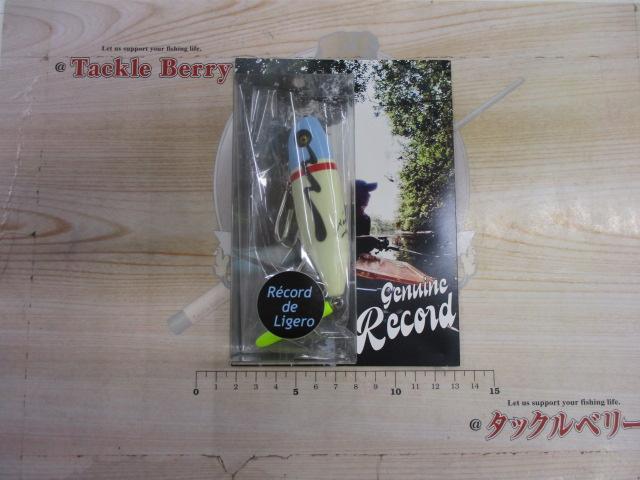 Let us support your fishing life.
@ Tackle Berry
Récord
de
Ligero
Genuine
Record
0 1 2 3 4 5 6 7 8 9 10 11 12 13 14 15
Let us support your fishing life.
@ タックルベリー